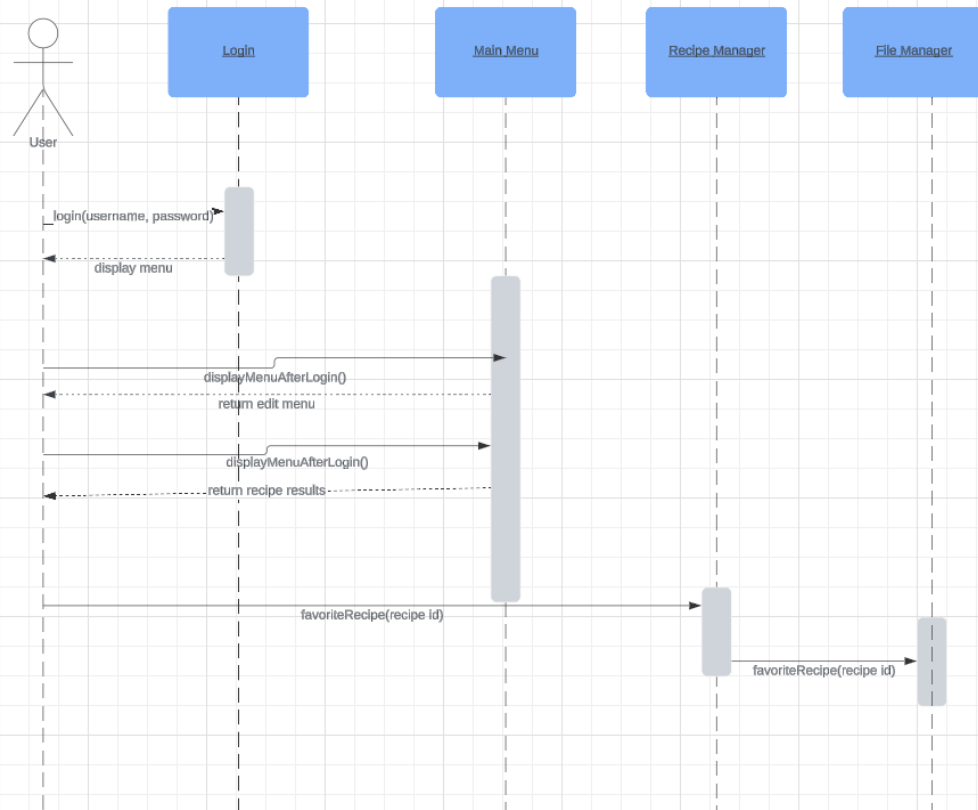 Login
Main Menu
Recipe Manager
File Manager
User
login(username, password)
display menu
displayMenuAfterLogin()
return edit menu
displayMenuAfterLogin()
return recipe results
favoriteRecipe(recipe id)
favoriteRecipe(recipe id)